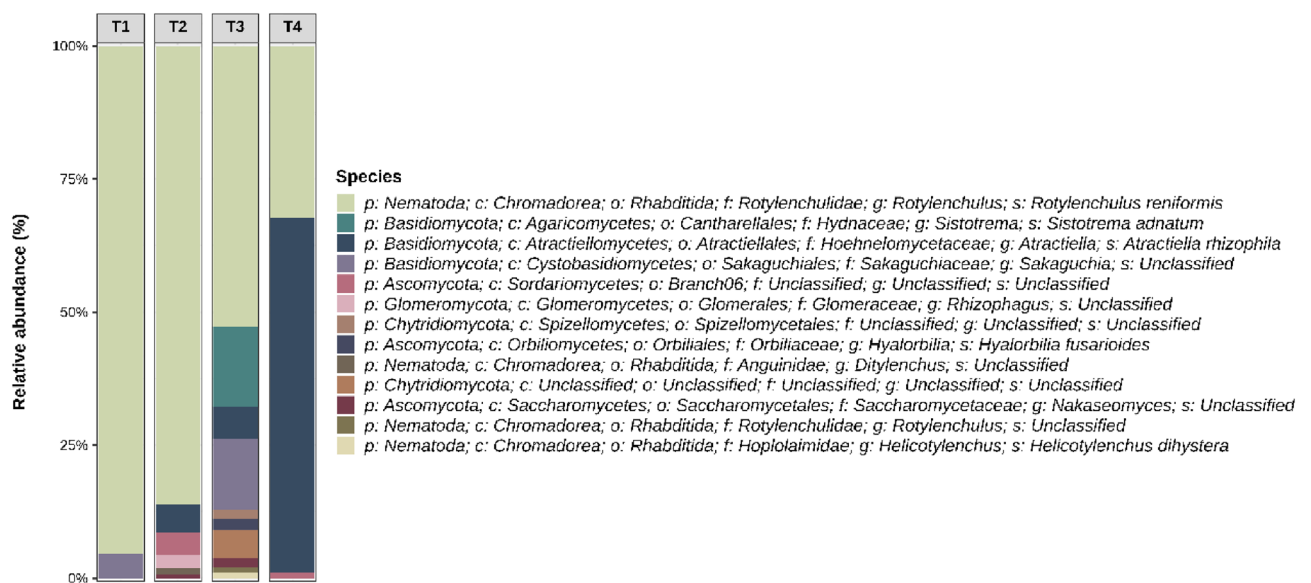 T1 T2 T3 T4
100%
75%
50%
25%
0%
Relative abundance (%)
Species
p: Nematoda; c: Chromadorea; o: Rhabditida; f: Rotylenchulidae; g: Rotylenchulus; s: Rotylenchulus reniformis
p: Basidiomycota; c: Agaricomycetes; o: Cantharellales; f: Hydnaceae; g: Sistotrema; s: Sistotrema adnatum
p: Basidiomycota; c: Atractiellomycetes; o: Atractiellales; f: Hoehnelomycetaceae; g: Atractiella; s: Atractiella rhizophila
p: Basidiomycota; c: Cystobasidiomycetes; o: Sakaguchiales; f: Sakaguchiaceae; g: Sakaguchia; s: Unclassified
p: Ascomycota; c: Sordariomycetes; o: Branch06; f: Unclassified; g: Unclassified; s: Unclassified
p: Glomeromycota; c: Glomeromycetes; o: Glomerales; f: Glomeraceae; g: Rhizophagus; s: Unclassified
p: Chytridiomycota; c: Spizellomycetes; o: Spizellomycetales; f: Unclassified; g: Unclassified; s: Unclassified
p: Ascomycota; c: Orbiliomycetes; o: Orbiliales; f: Orbiliaceae; g: Hyalorbilia; s: Hyalorbilia fusarioides
p: Nematoda; c: Chromadorea; o: Rhabditida; f: Anguinidae; g: Ditylenchus; s: Unclassified
p: Chytridiomycota; c: Unclassified; o: Unclassified; f: Unclassified; g: Unclassified; s: Unclassified
p: Ascomycota; c: Saccharomycetes; o: Saccharomycetales; f: Saccharomycetaceae; g: Nakaseomyces; s: Unclassified
p: Nematoda; c: Chromadorea; o: Rhabditida; f: Rotylenchulidae; g: Rotylenchus; s: Unclassified
p: Nematoda; c: Chromadorea; o: Rhabditida; f: Hoplolaimidae; g: Helicotylenchus; s: Helicotylenchus dihystera